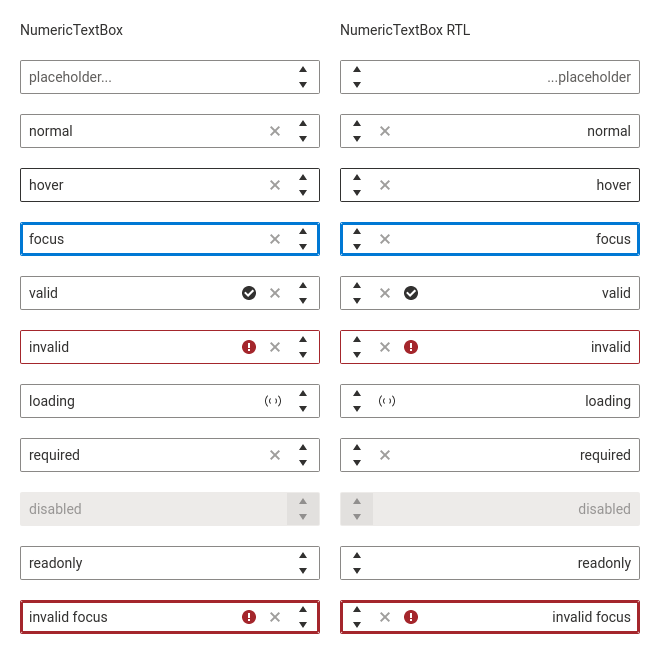 NumericTextBox NumericTextBox RTL
placeholder... ...placeholder
normal normal
hover hover
focus focus
valid valid
invalid invalid
loading loading
required required
disabled disabled
readonly readonly
invalid focus invalid focus